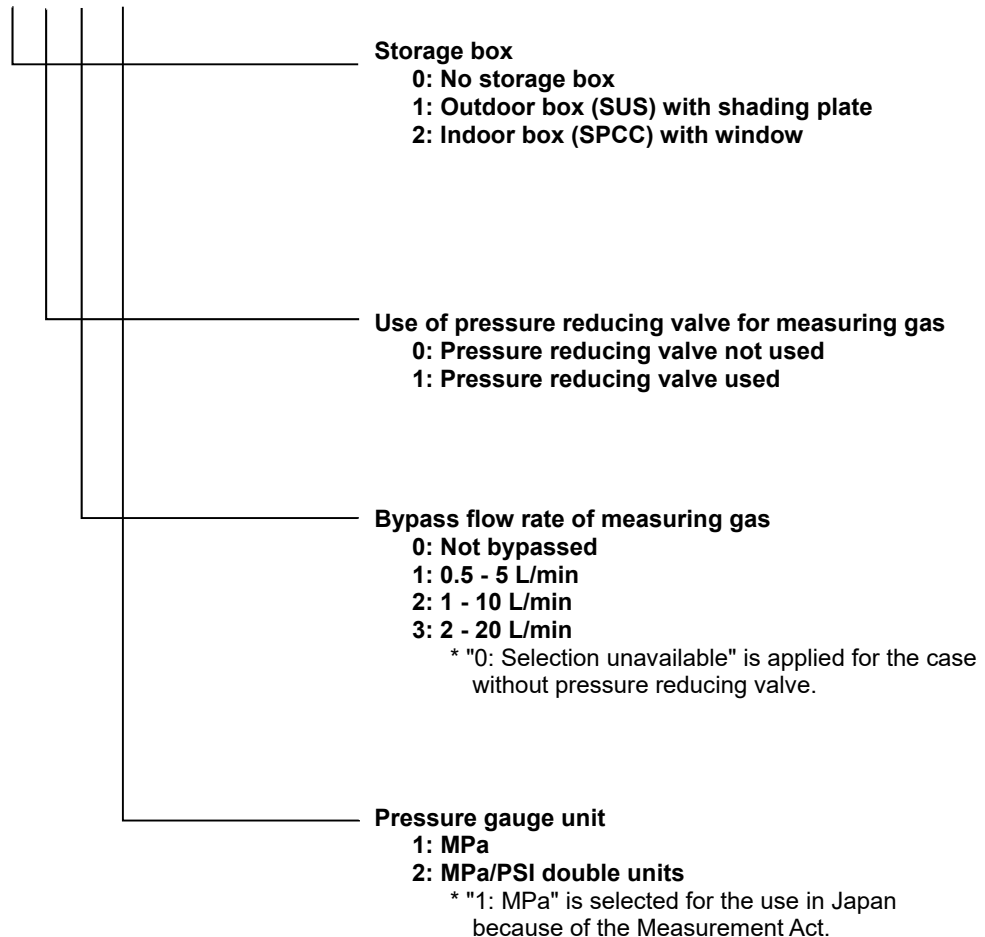 Storage box
0: No storage box
1: Outdoor box (SUS) with shading plate
2: Indoor box (SPCC) with window
Use of pressure reducing valve for measuring gas
0: Pressure reducing valve not used
1: Pressure reducing valve used
Bypass flow rate of measuring gas
0: Not bypassed
1: 0.5 - 5 L/min
2: 1 - 10 L/min
3: 2 - 20 L/min
* "0: Selection unavailable" is applied for the case
without pressure reducing valve.
Pressure gauge unit
1: MPa
2: MPa/PSI double units
* "1: MPa" is selected for the use in Japan
because of the Measurement Act.